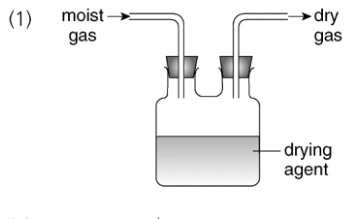 (1) moist gas
dry gas
drying agent